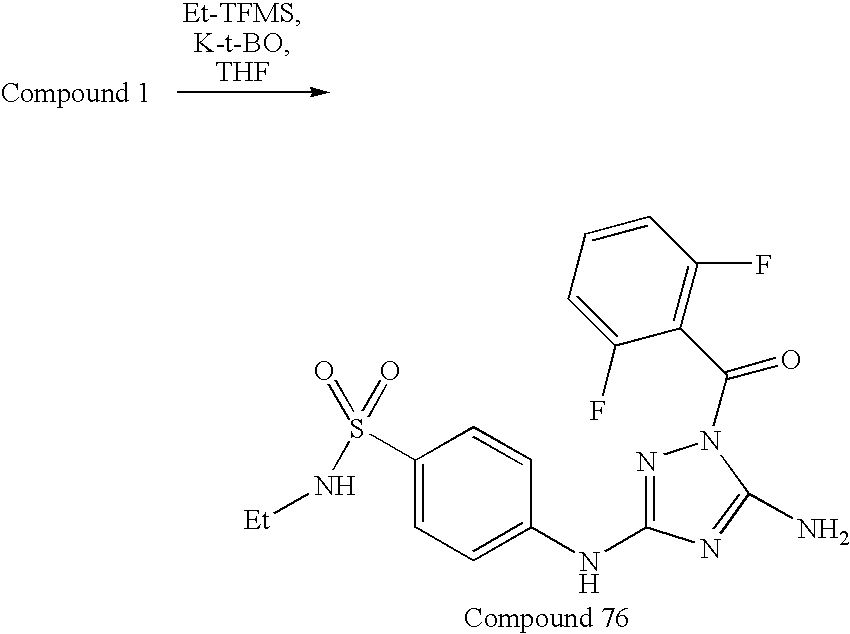 Et-TFMS,
K-t-BO,
THF
Compound 1
F
O
F
O O
S
N
N
NH
Et
N
NH₂
N
H
Compound 76